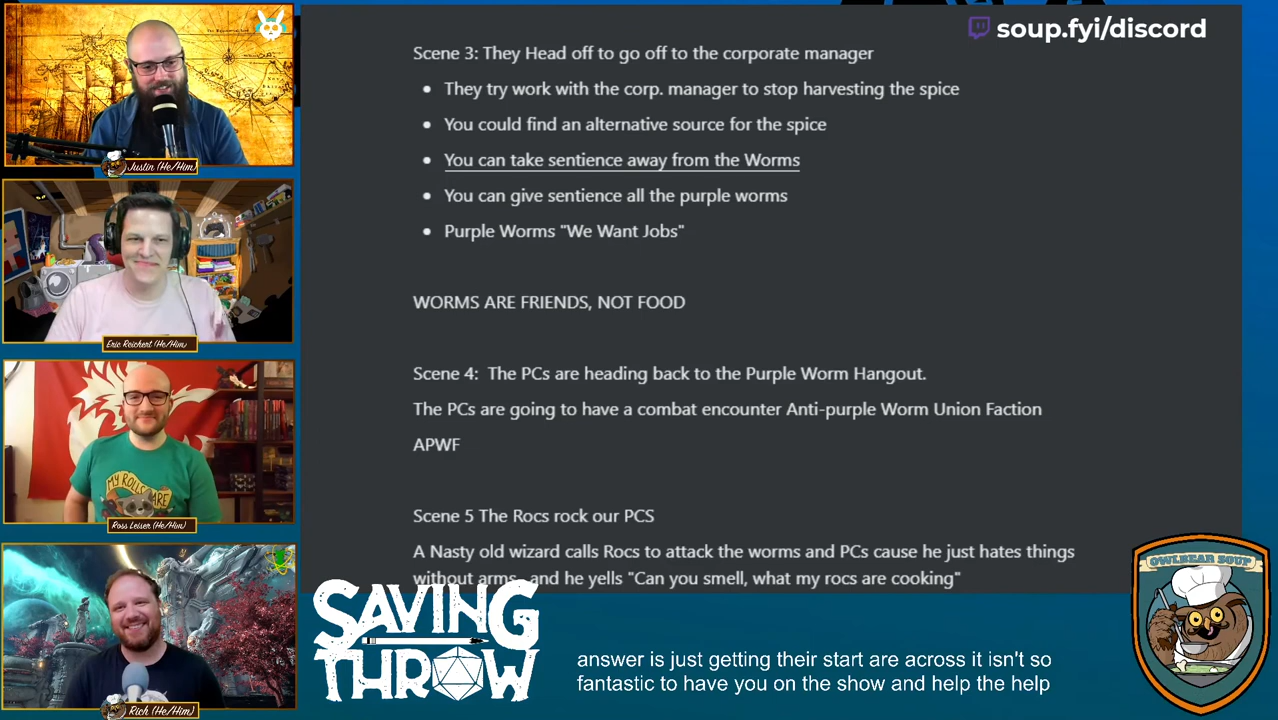 soup.fyi/discord
Scene 3: They Head off to go off to the corporate manager
They try work with the corp. manager to stop harvesting the spice
You could find an alternative source for the spice
You can take sentience away from the Worms
You can give sentience all the purple worms
Purple Worms "We Want Jobs"
WORMS ARE FRIENDS, NOT FOOD
Scene 4: The PCs are heading back to the Purple Worm Hangout.
The PCs are going to have a combat encounter Anti-purple Worm Union Faction
APWF
Scene 5 The Rocs rock our PCS
A Nasty old wizard calls Rocs to attack the worms and PCs cause he just hates things
without arms and he yells "Can you smell, what my rocs are cooking"
Justin (He/Him)
Eric Reichert (He/Him)
MY ROLLS ARE
Ross Leiser (He/Him)
Rich (He/Him)
SAVING
THROW
answer is just getting their start are across it isn't so
fantastic to have you on the show and help the help
OWLBEAR SOUP